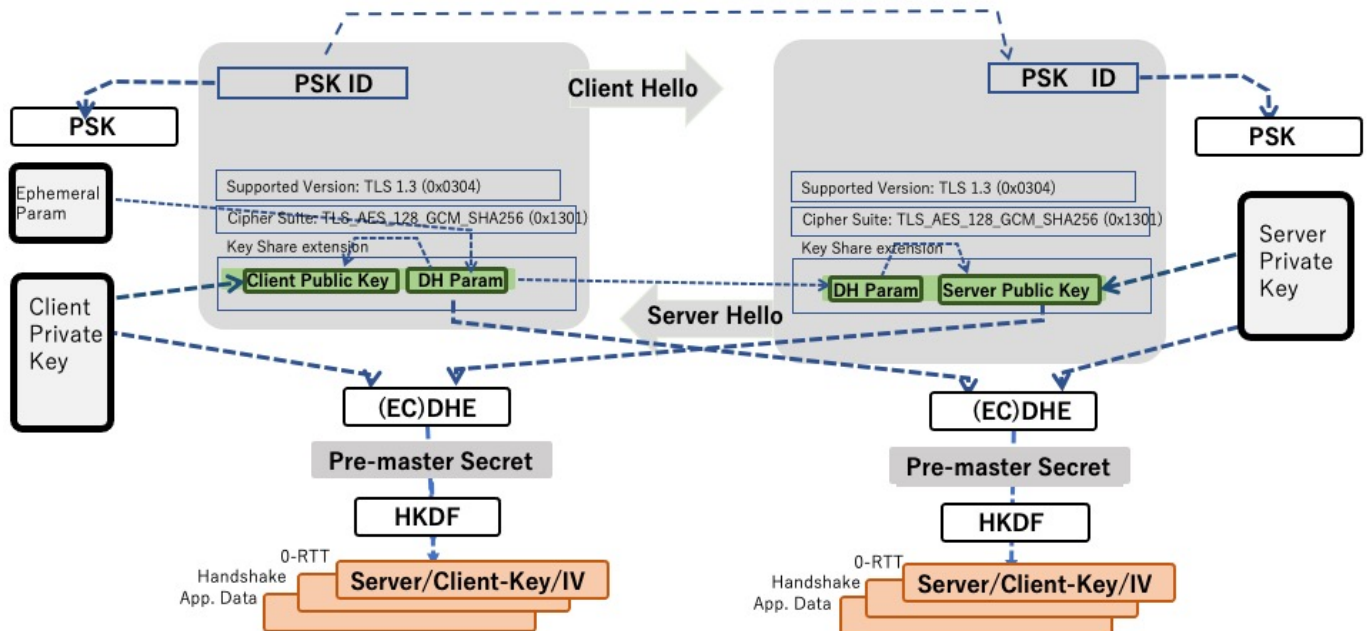 PSK ID
Client Hello
PSK ID
PSK
PSK
Ephemeral
Param
Supported Version: TLS 1.3 (0x0304)
Cipher Suite: TLS_AES_128_GCM_SHA256 (0x1301)
Key Share extension
Client Public Key
DH Param
Supported Version: TLS 1.3 (0x0304)
Cipher Suite: TLS_AES_128_GCM_SHA256 (0x1301)
Key Share extension
DH Param
Server Public Key
Server
Private
Key
Client
Private
Key
Server Hello
(EC)DHE
Pre-master Secret
HKDF
0-RTT
Handshake
App. Data
Server/Client-Key/IV
(EC)DHE
Pre-master Secret
HKDF
0-RTT
Handshake
App. Data
Server/Client-Key/IV